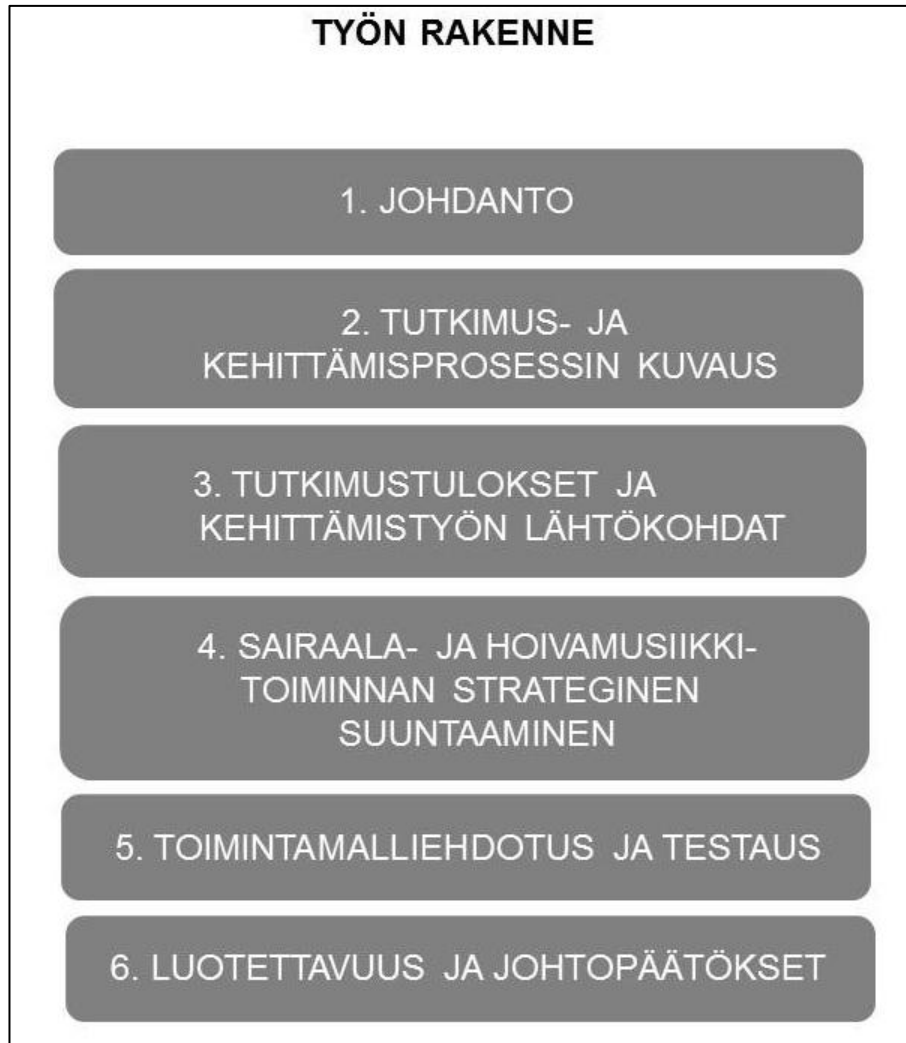 TYÖN RAKENNE
1. JOHDANTO
2. TUTKIMUS- JA
KEHITTÄMISPROSESSIN KUVAUS
3. TUTKIMUSTULOKSET JA
KEHITTÄMISTYÖN LÄHTÖKOHDAT
4. SAIRAALA- JA HOIVAMUSIIKKI-
TOIMINNAN STRATEGINEN
SUUNTAAMINEN
5. TOIMINTAMALLIEHDOTUS JA TESTAUS
6. LUOTETTAVUUS JA JOHTOPÄÄTÖKSET